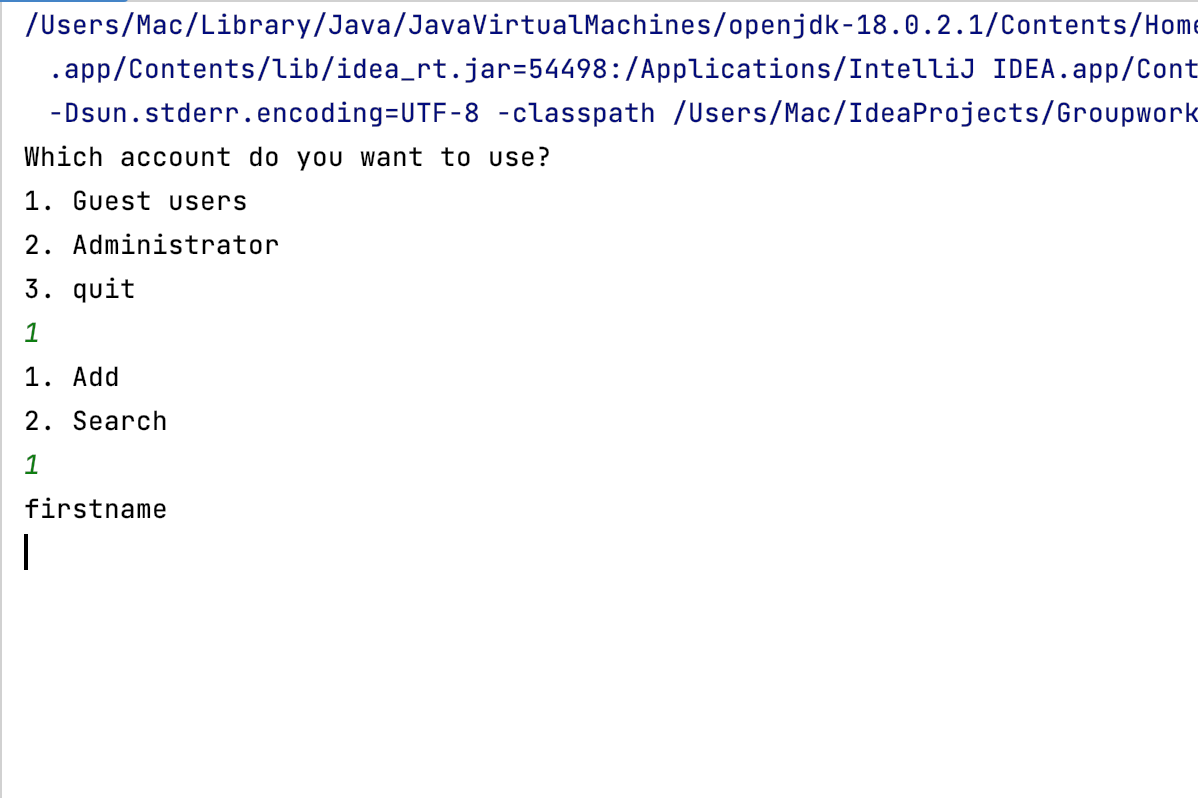 /Users/Mac/Library/Java/JavaVirtualMachines/openjdk-18.0.2.1/Contents/Home
.app/Contents/lib/idea_rt.jar=54498:/Applications/IntelliJ IDEA.app/Cont
-Dsun.stderr.encoding=UTF-8 -classpath /Users/Mac/IdeaProjects/Groupwork
Which account do you want to use?
1. Guest users
2. Administrator
3. quit
1
1. Add
2. Search
1
firstname